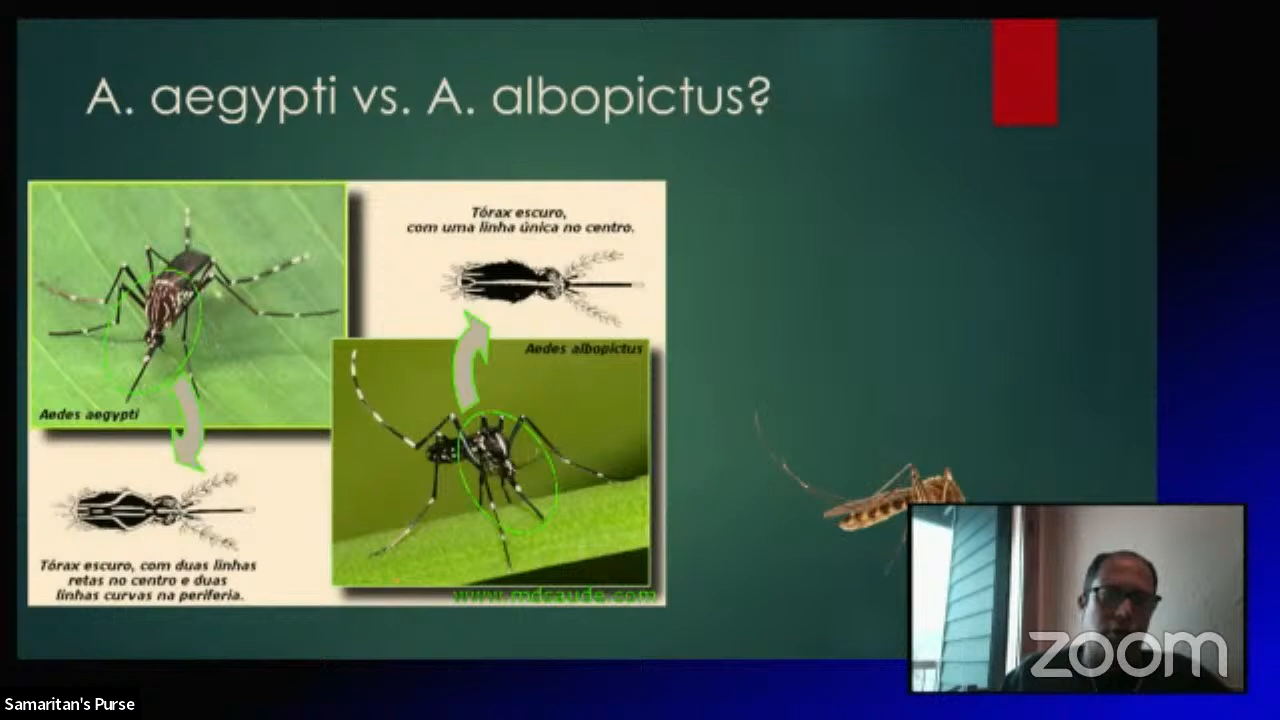 A. aegypti vs. A. albopictus?
Tórax escuro,
com uma linha única no centro.
Aedes albopictus
Aedes aegypti
Tórax escuro, com duas linhas
retas no centro e duas
linhas curvas na periferia.
www.mdsaude.com
zoom
Samaritan's Purse